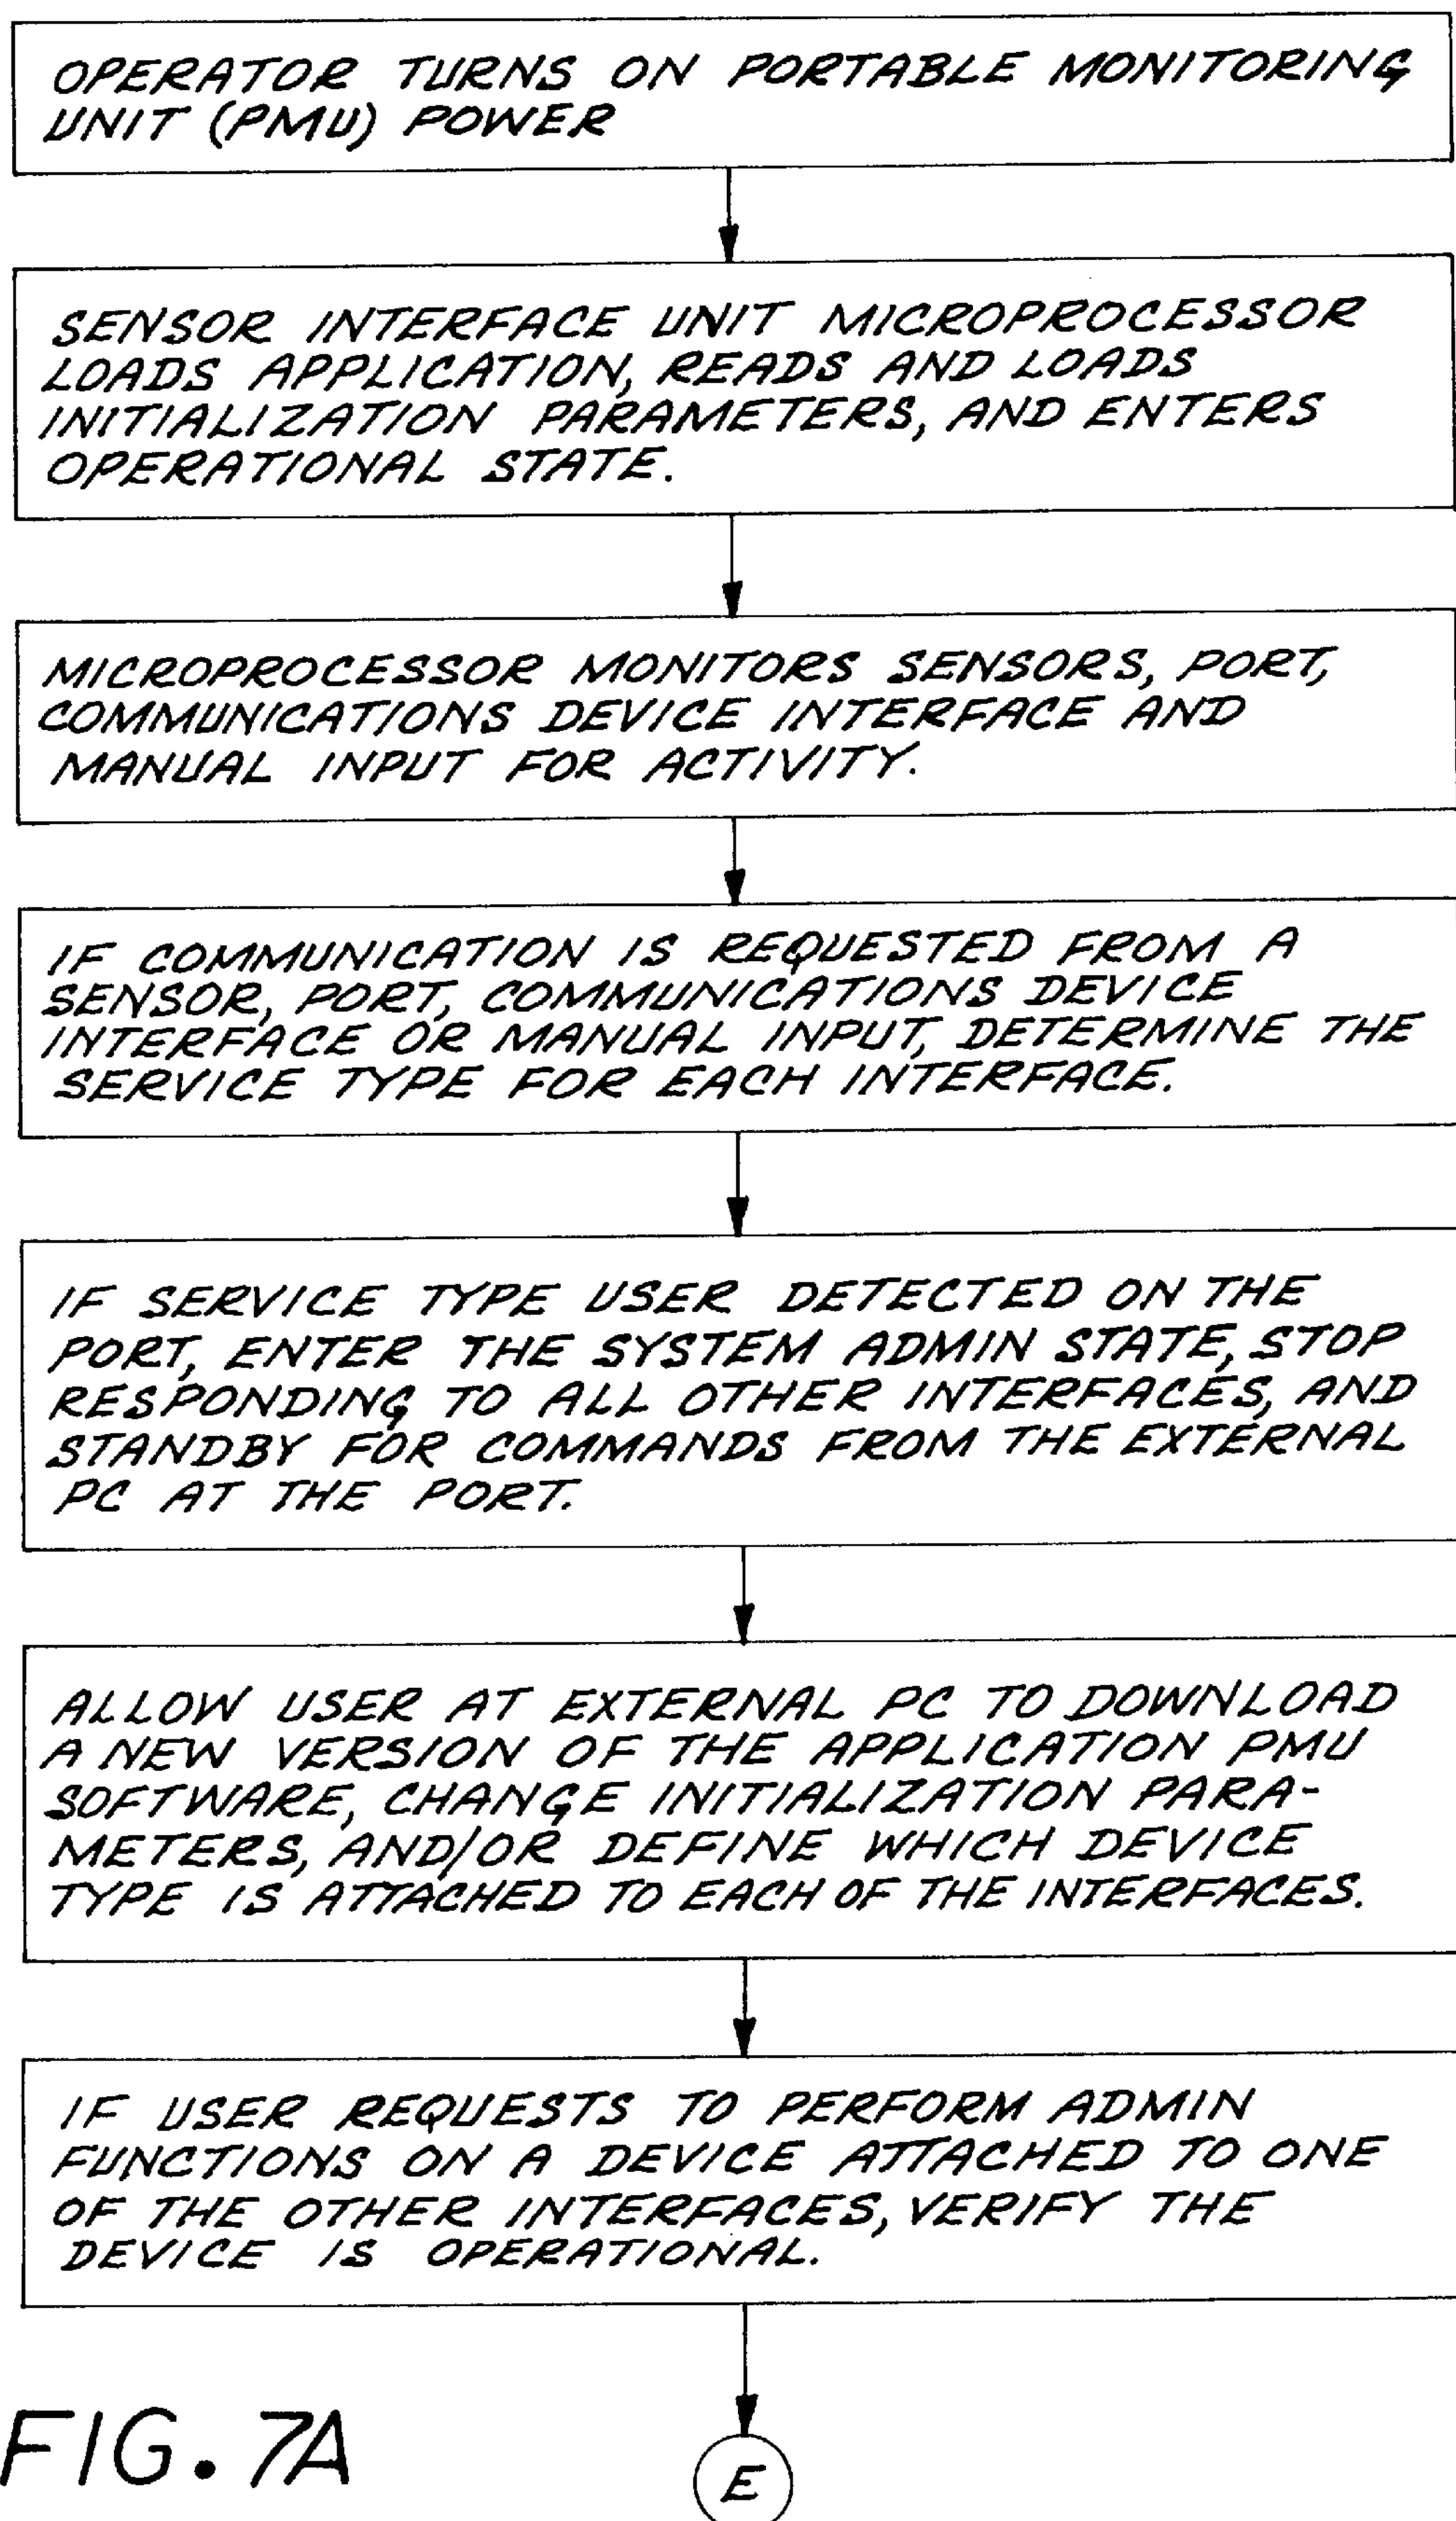 OPERATOR TURNS ON PORTABLE MONITORING
UNIT (PMU) POWER
SENSOR INTERFACE UNIT MICROPROCESSOR
LOADS APPLICATION, READS AND LOADS
INITIALIZATION PARAMETERS, AND ENTERS
OPERATIONAL STATE.
MICROPROCESSOR MONITORS SENSORS, PORT,
COMMUNICATIONS DEVICE INTERFACE AND
MANUAL INPUT FOR ACTIVITY.
IF COMMUNICATION IS REQUESTED FROM A
SENSOR, PORT, COMMUNICATIONS DEVICE
INTERFACE OR MANUAL INPUT, DETERMINE THE
SERVICE TYPE FOR EACH INTERFACE.
IF SERVICE TYPE USER DETECTED ON THE
PORT, ENTER THE SYSTEM ADMIN STATE, STOP
RESPONDING TO ALL OTHER INTERFACES, AND
STANDBY FOR COMMANDS FROM THE EXTERNAL
PC AT THE PORT.
ALLOW USER AT EXTERNAL PC TO DOWNLOAD
A NEW VERSION OF THE APPLICATION PMU
SOFTWARE, CHANGE INITIALIZATION PARA-
METERS, AND/OR DEFINE WHICH DEVICE
TYPE IS ATTACHED TO EACH OF THE INTERFACES.
IF USER REQUESTS TO PERFORM ADMIN
FUNCTIONS ON A DEVICE ATTACHED TO ONE
OF THE OTHER INTERFACES, VERIFY THE
DEVICE IS OPERATIONAL.
E
FIG. 7A